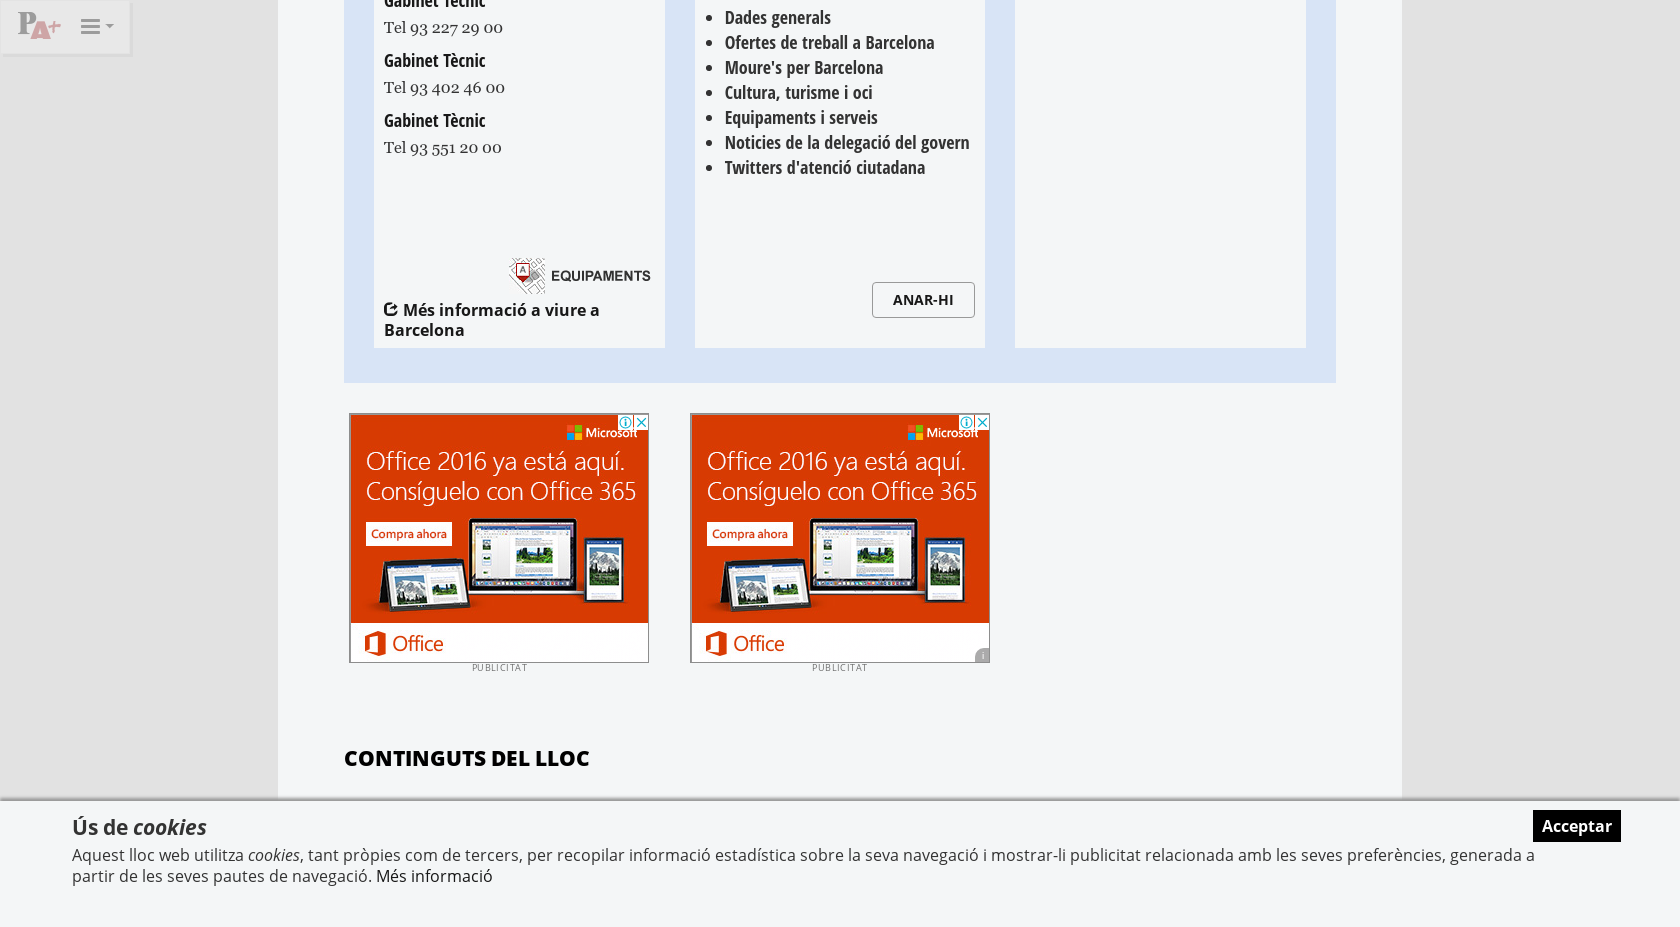 PA+
Gabinet Tècnic
Tel 93 227 29 00
Gabinet Tècnic
Tel 93 402 46 00
Gabinet Tècnic
Tel 93 551 20 00
A EQUIPAMENTS
Més informació a viure a
Barcelona
Dades generals
Ofertes de treball a Barcelona
Moure's per Barcelona
Cultura, turisme i oci
Equipaments i serveis
Noticies de la delegació del govern
Twitters d'atenció ciutadana
ANAR-HI
Microsoft
Office 2016 ya está aquí.
Consíguelo con Office 365
Compra ahora
Office
PUBLICITAT
Microsoft
Office 2016 ya está aquí.
Consíguelo con Office 365
Compra ahora
Office
i
PUBLICITAT
CONTINGUTS DEL LLOC
Ús de cookies
Acceptar
Aquest lloc web utilitza cookies, tant pròpies com de tercers, per recopilar informació estadística sobre la seva navegació i mostrar-li publicitat relacionada amb les seves preferències, generada a
partir de les seves pautes de navegació. Més informació